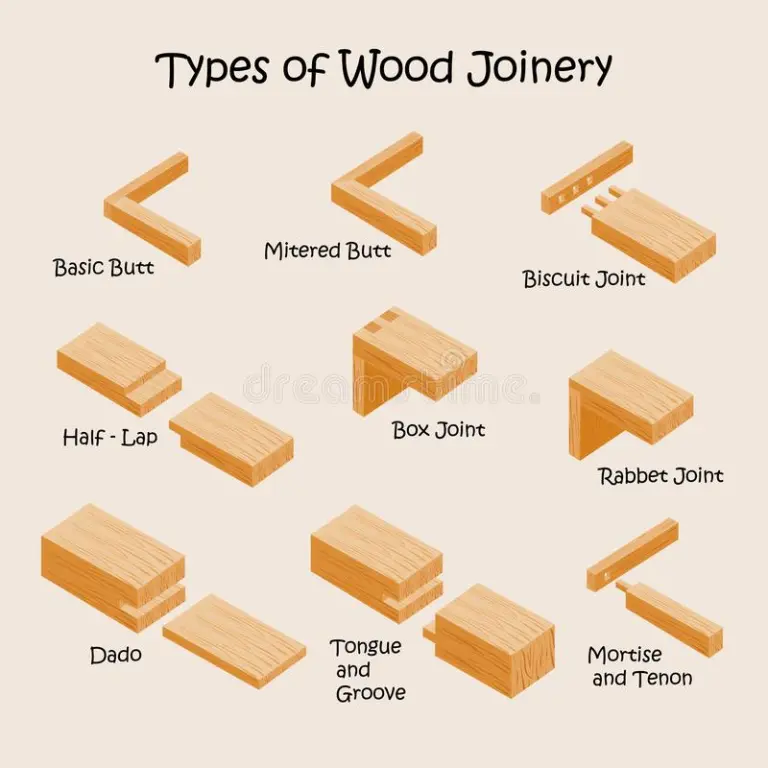 Types of Wood Joinery
Basic Butt
Mitered Butt
Biscuit Joint
Half - Lap
Box Joint
Rabbet Joint
Dado
Tongue
and
Groove
Mortise
and Tenon
dreamstime.